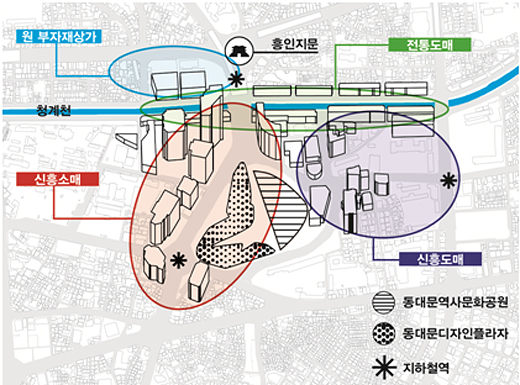 원 부자재상가
흥인지문
전통도매
청계천
신흥소매
신흥도매
동대문역사문화공원
동대문디자인플라자
지하철역